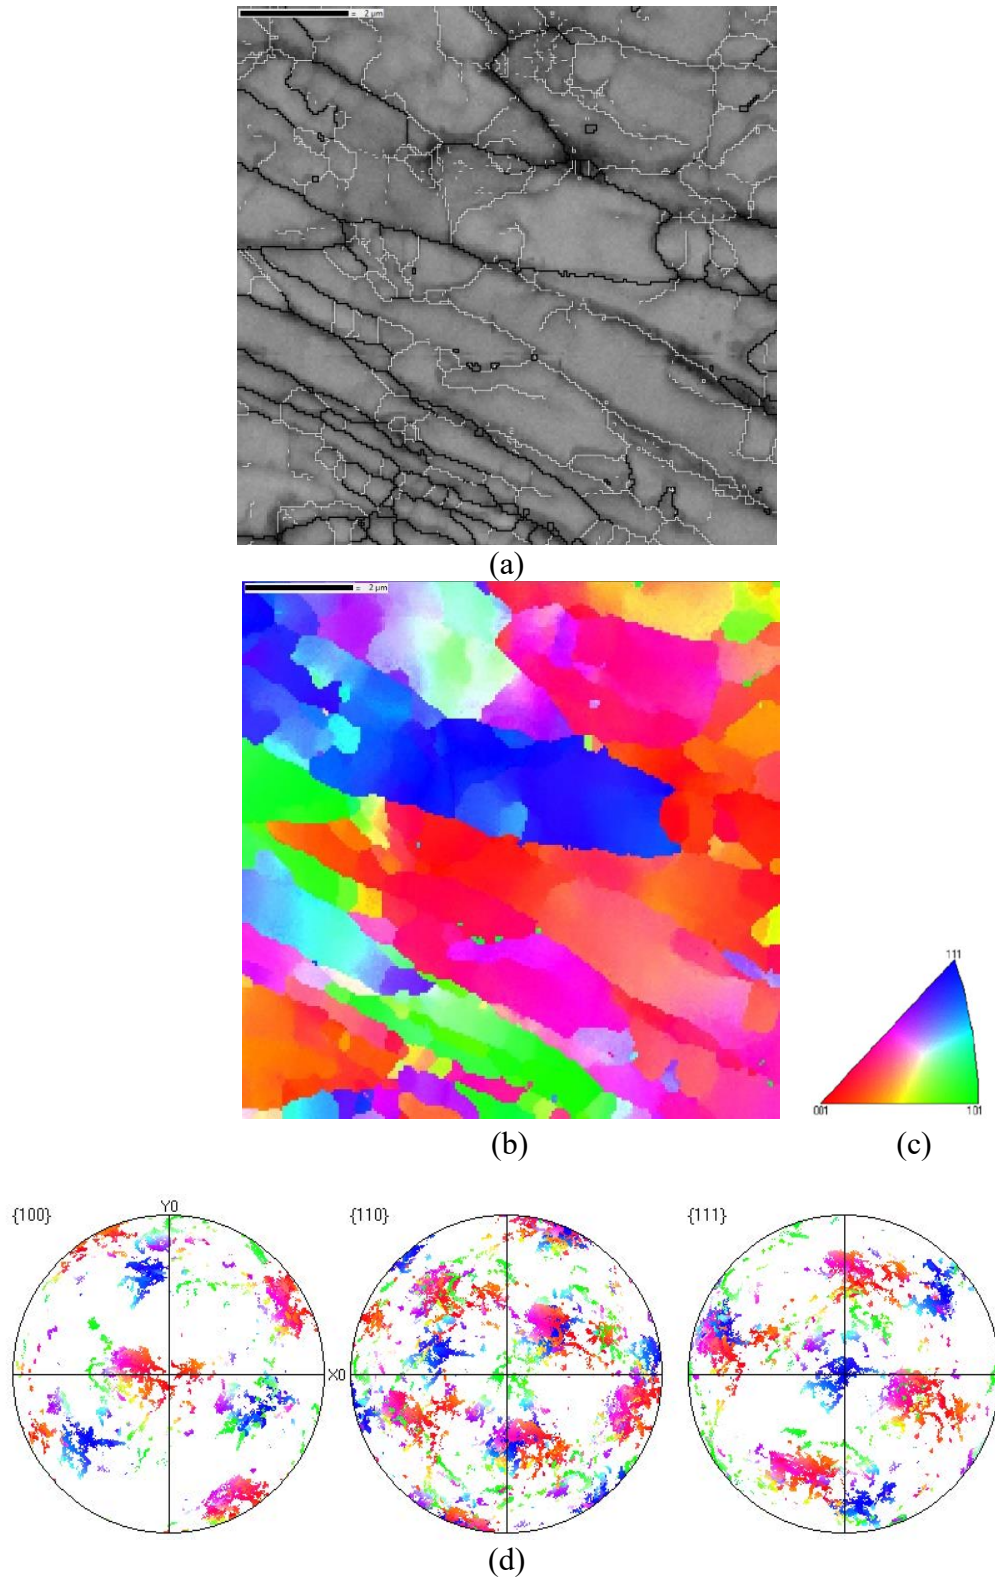 = 2 µm
(a)
= 2 µm
111
001
101
(b)
(c)
{100}
Y0
{110}
{111}
X0
(d)